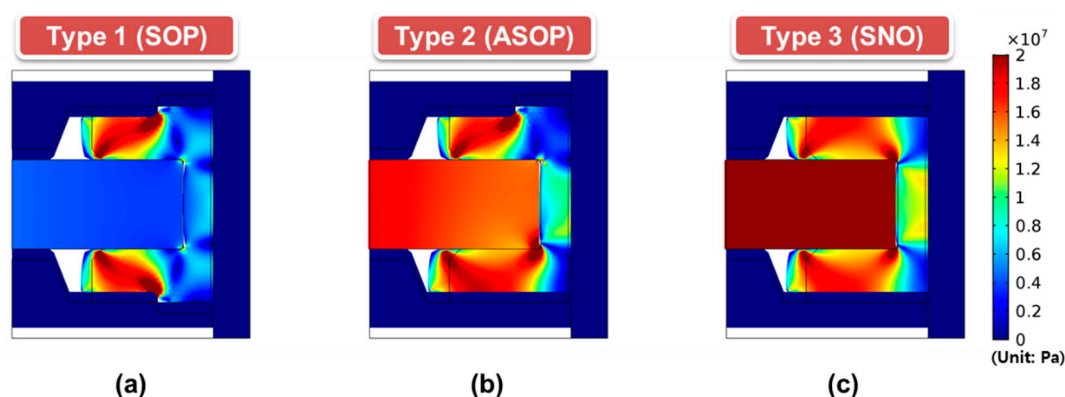 Type 1 (SOP)
Type 2 (ASOP)
Type 3 (SNO)
×10⁷
2
1.8
1.6
1.4
1.2
1
0.8
0.6
0.4
0.2
0
(Unit: Pa)
(a)
(b)
(c)